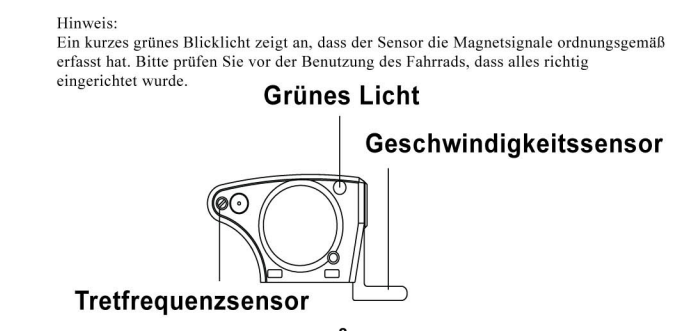 Hinweis:
Ein kurzes grünes Blicklicht zeigt an, dass der Sensor die Magnetsignale ordnungsgemäß
erfasst hat. Bitte prüfen Sie vor der Benutzung des Fahrrads, dass alles richtig
eingerichtet wurde.
Grünes Licht
Geschwindigkeitssensor
Tretfrequenzsensor